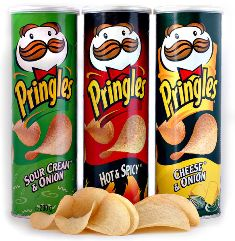 Pringles
SOUR CREAM
& ONION
Pringles
HOT & SPICY
Pringles
CHEESE
& ONION